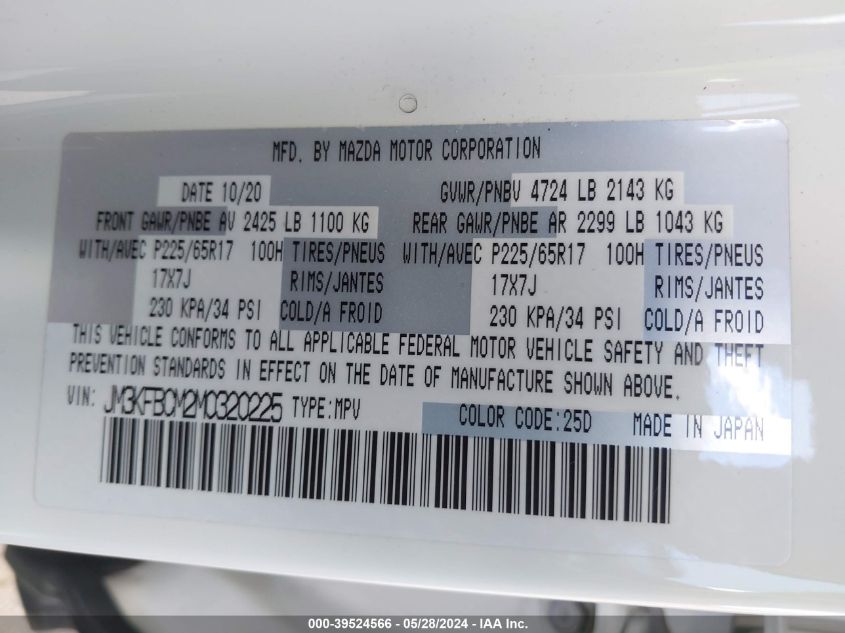 MFD. BY MAZDA MOTOR CORPORATION
DATE 10/20 GVWR/PNBV 4724 LB 2143 KG
FRONT GAWR/PNBE AV 2425 LB 1100 KG REAR GAWR/PNBE AR 2299 LB 1043 KG
WITH/AVEC P225/65R17 100H TIRES/PNEUS WITH/AVEC P225/65R17 100H TIRES/PNEUS
17X7J RIMS/JANTES 17X7J RIMS/JANTES
230 KPA/34 PSI COLD/A FROID 230 KPA/34 PSI COLD/A FROID
THIS VEHICLE CONFORMS TO ALL APPLICABLE FEDERAL MOTOR VEHICLE SAFETY AND THEFT
PREVENTION STANDARDS IN EFFECT ON THE DATE OF MANUFACTURE SHOWN ABOVE.
VIN: JM3KFBCM2M0320225 TYPE:MPV COLOR CODE:25D MADE IN JAPAN
000-39524566 - 05/28/2024 - IAA Inc.